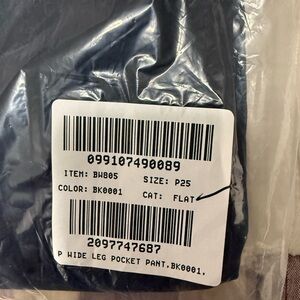 099107490089
ITEM: BW805 SIZE: P25
COLOR: BK0001 CAT: FLAT
2097747687
P WIDE LEG POCKET PANT,BK0001,